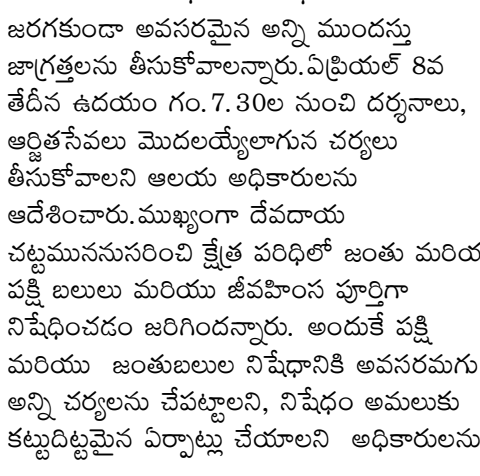 జరగకుండా అవసరమైన అన్ని ముందస్తు
జాగ్రత్తలను తీసుకోవాలన్నారు.ఏప్రియల్ 8వ
తేదీన ఉదయం గం.7.30ల నుంచి దర్శనాలు,
ఆర్జితసేవలు మొదలయ్యేలాగున చర్యలు
తీసుకోవాలని ఆలయ అధికారులను
ఆదేశించారు.ముఖ్యంగా దేవదాయ
చట్టముననుసరించి క్షేత్ర పరిధిలో జంతు మరియ
పక్షి బలులు మరియు జీవహింస పూర్తిగా
నిషేధించడం జరిగిందన్నారు. అందుకే పక్షి
మరియు జంతుబలుల నిషేధానికి అవసరమగు
అన్ని చర్యలను చేపట్టాలని, నిషేధం అమలుకు
కట్టుదిట్టమైన ఏర్పాట్లు చేయాలని అధికారులను